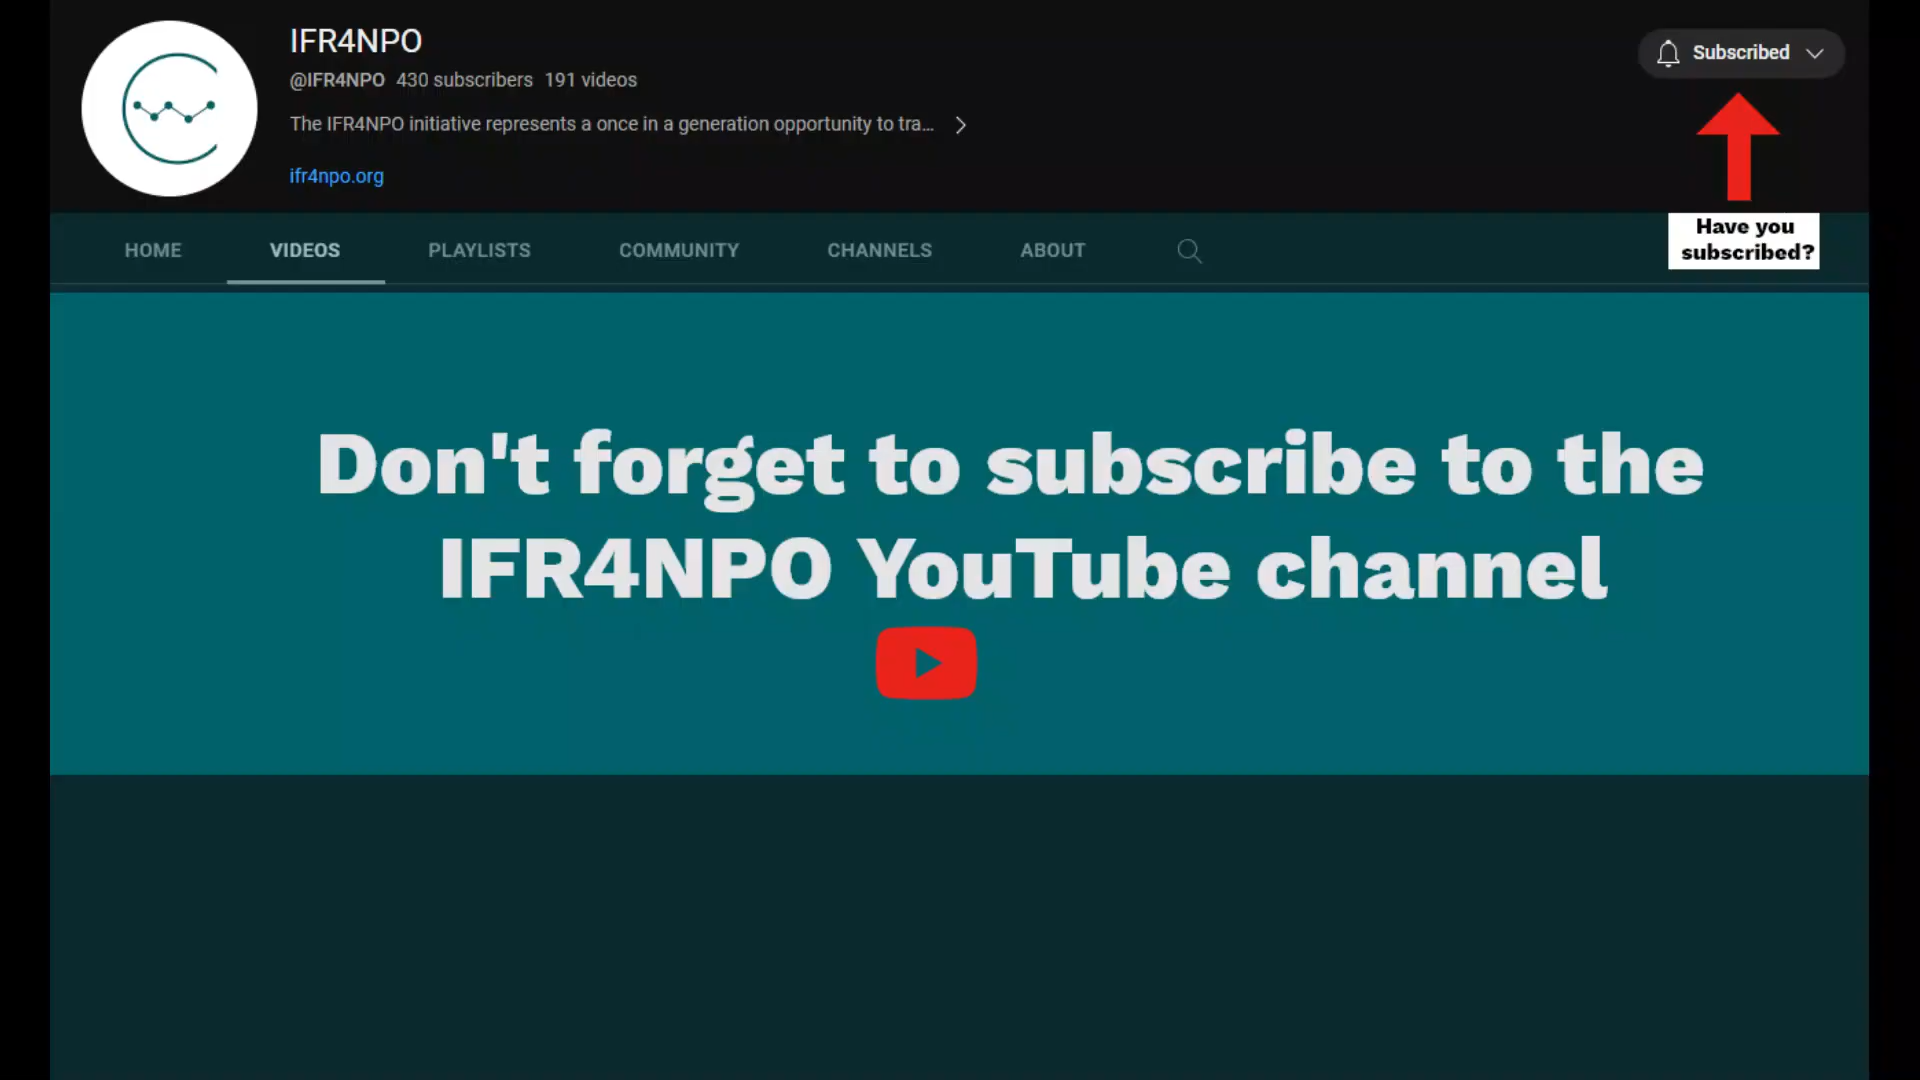 IFR4NPO
@IFR4NPO 430 subscribers 191 videos
The IFR4NPO initiative represents a once in a generation opportunity to tra...
ifr4npo.org
Subscribed
Have you
subscribed?
HOME VIDEOS PLAYLISTS COMMUNITY CHANNELS ABOUT
Don't forget to subscribe to the
IFR4NPO YouTube channel